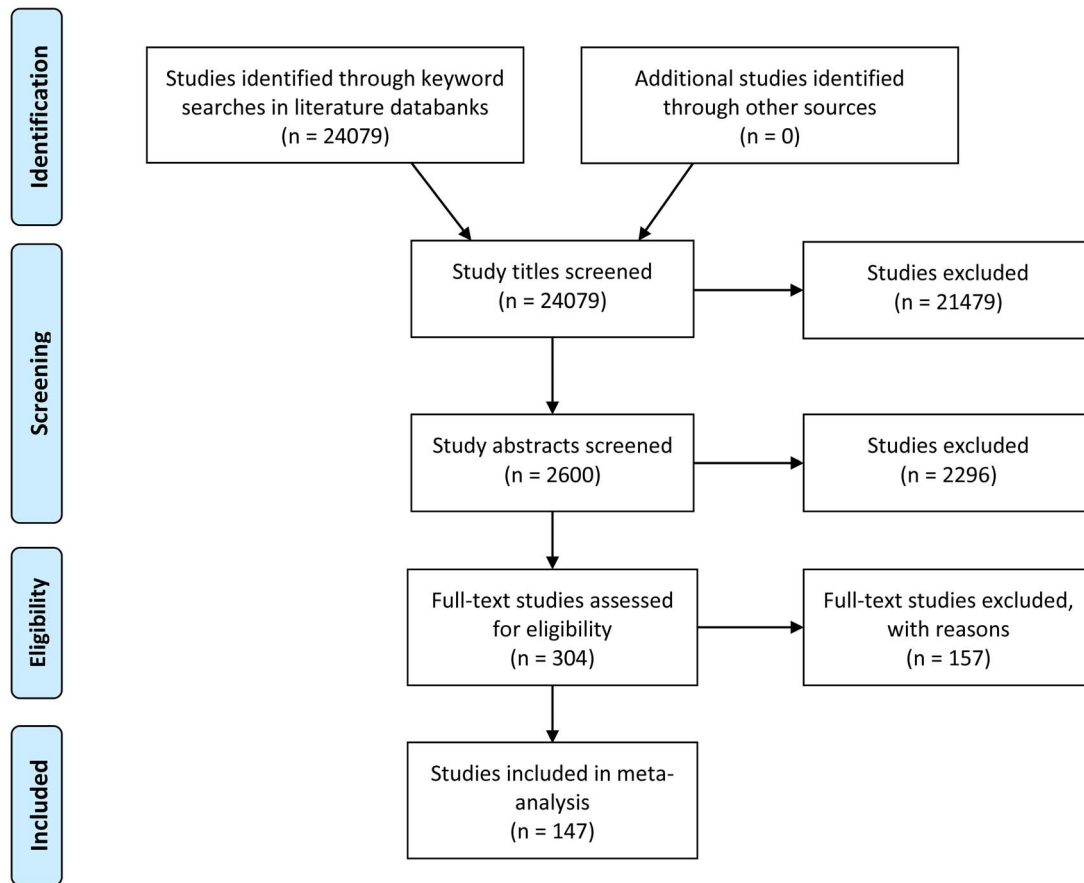 Identification
Studies identified through keyword
searches in literature databanks
(n = 24079)
Additional studies identified
through other sources
(n = 0)
Screening
Study titles screened
(n = 24079)
Studies excluded
(n = 21479)
Study abstracts screened
(n = 2600)
Studies excluded
(n = 2296)
Eligibility
Full-text studies assessed
for eligibility
(n = 304)
Full-text studies excluded,
with reasons
(n = 157)
Included
Studies included in meta-
analysis
(n = 147)